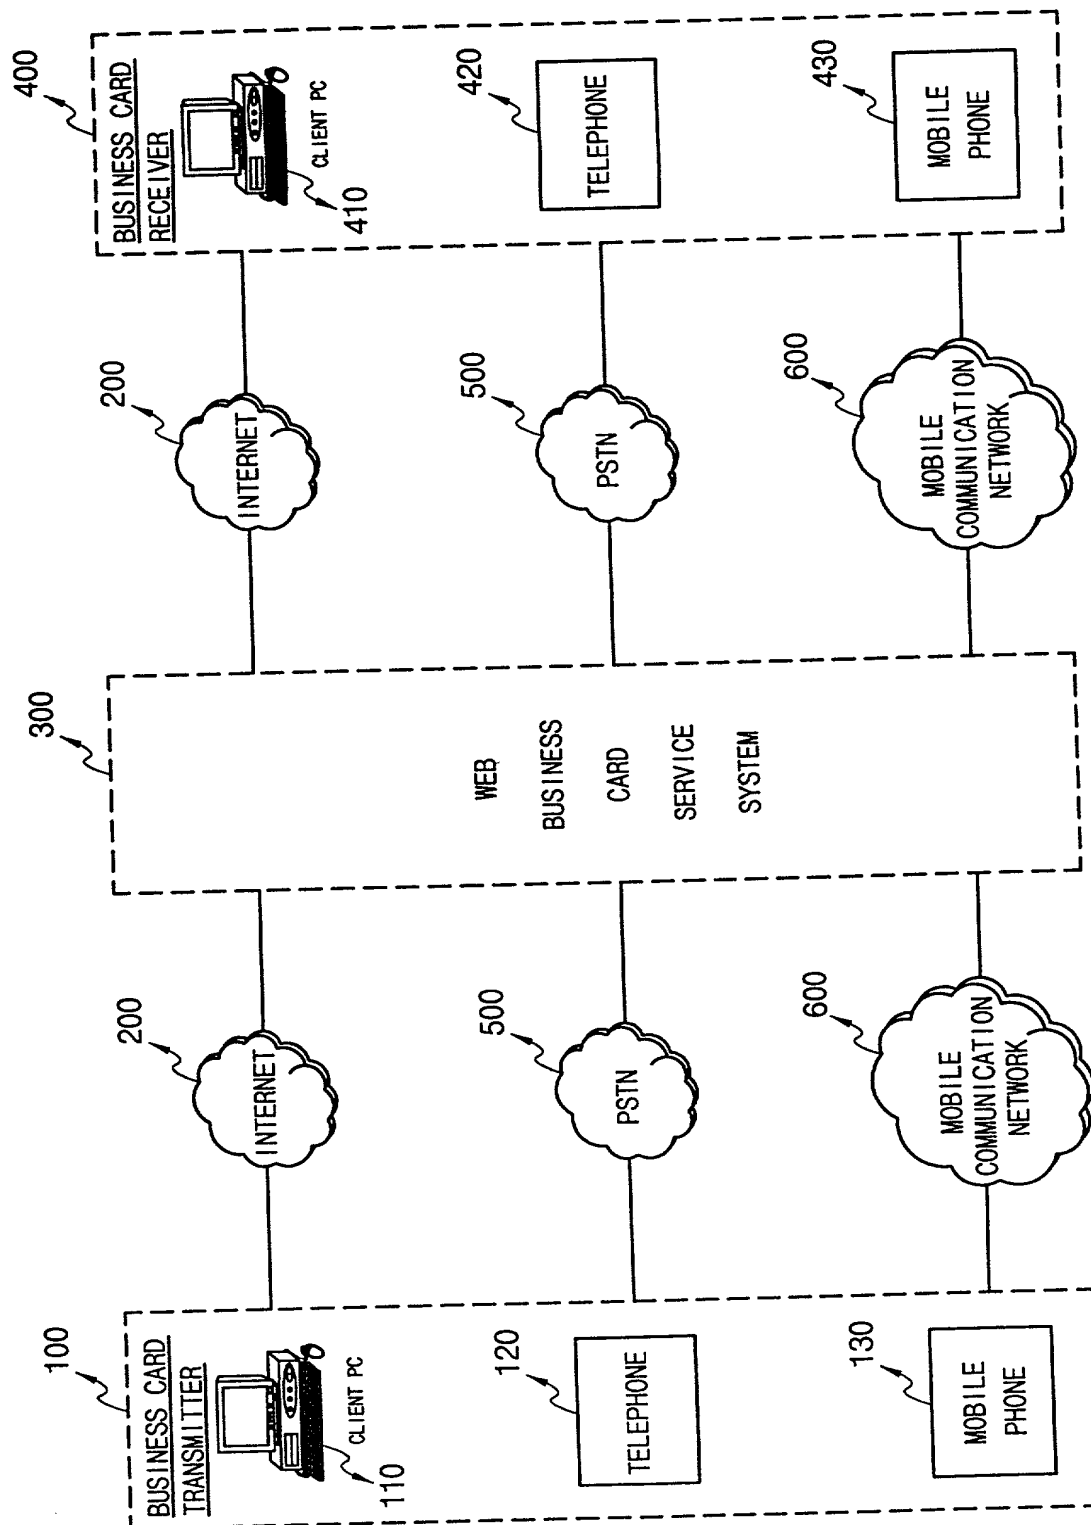 100
BUSINESS CARD
TRANSMITTER
CLIENT PC
110
120
TELEPHONE
130
MOBILE
PHONE
200
INTERNET
500
PSTN
600
MOBILE
COMMUNICATION
NETWORK
300
WEB
BUSINESS
CARD
SERVICE
SYSTEM
200
INTERNET
500
PSTN
600
MOBILE
COMMUNICATION
NETWORK
400
BUSINESS CARD
RECEIVER
CLIENT PC
410
420
TELEPHONE
430
MOBILE
PHONE